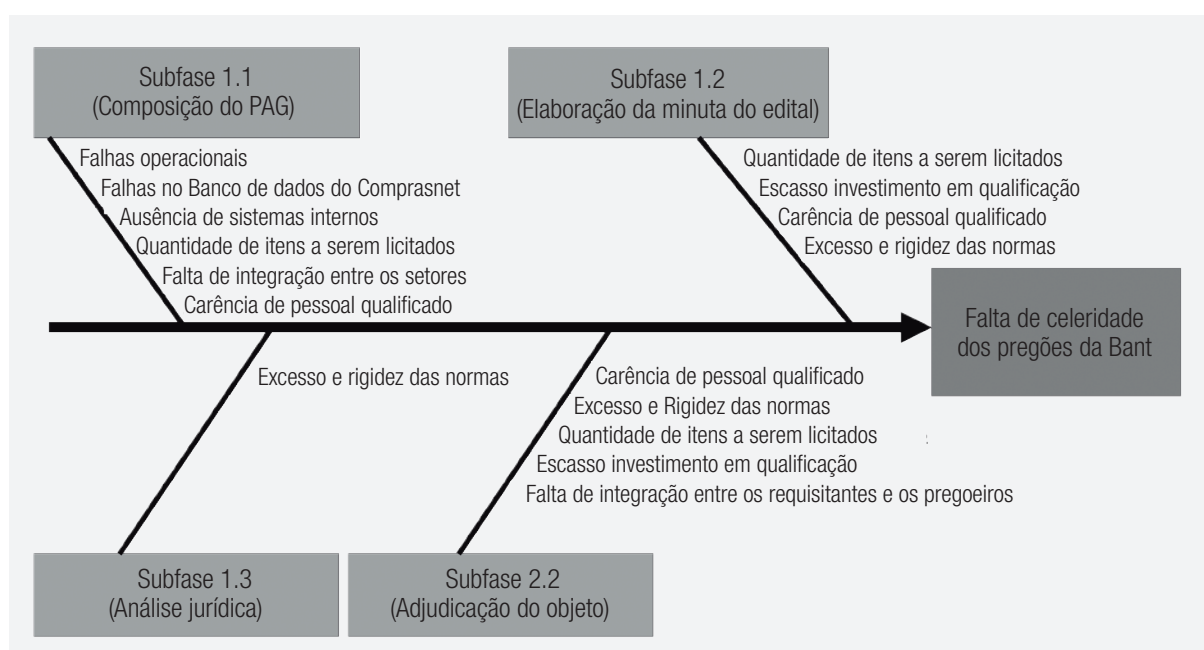 Subfase 1.1
(Composição do PAG)
Falhas operacionais
Falhas no Banco de dados do Comprasnet
Ausência de sistemas internos
Quantidade de itens a serem licitados
Falta de integração entre os setores
Carência de pessoal qualificado
Subfase 1.2
(Elaboração da minuta do edital)
Quantidade de itens a serem licitados
Escasso investimento em qualificação
Carência de pessoal qualificado
Excesso e rigidez das normas
Falta de celeridade
dos pregões da Bant
Excesso e rigidez das normas
Subfase 1.3
(Análise jurídica)
Carência de pessoal qualificado
Excesso e Rigidez das normas
Quantidade de itens a serem licitados
Escasso investimento em qualificação
Falta de integração entre os requisitantes e os pregoeiros
Subfase 2.2
(Adjudicação do objeto)